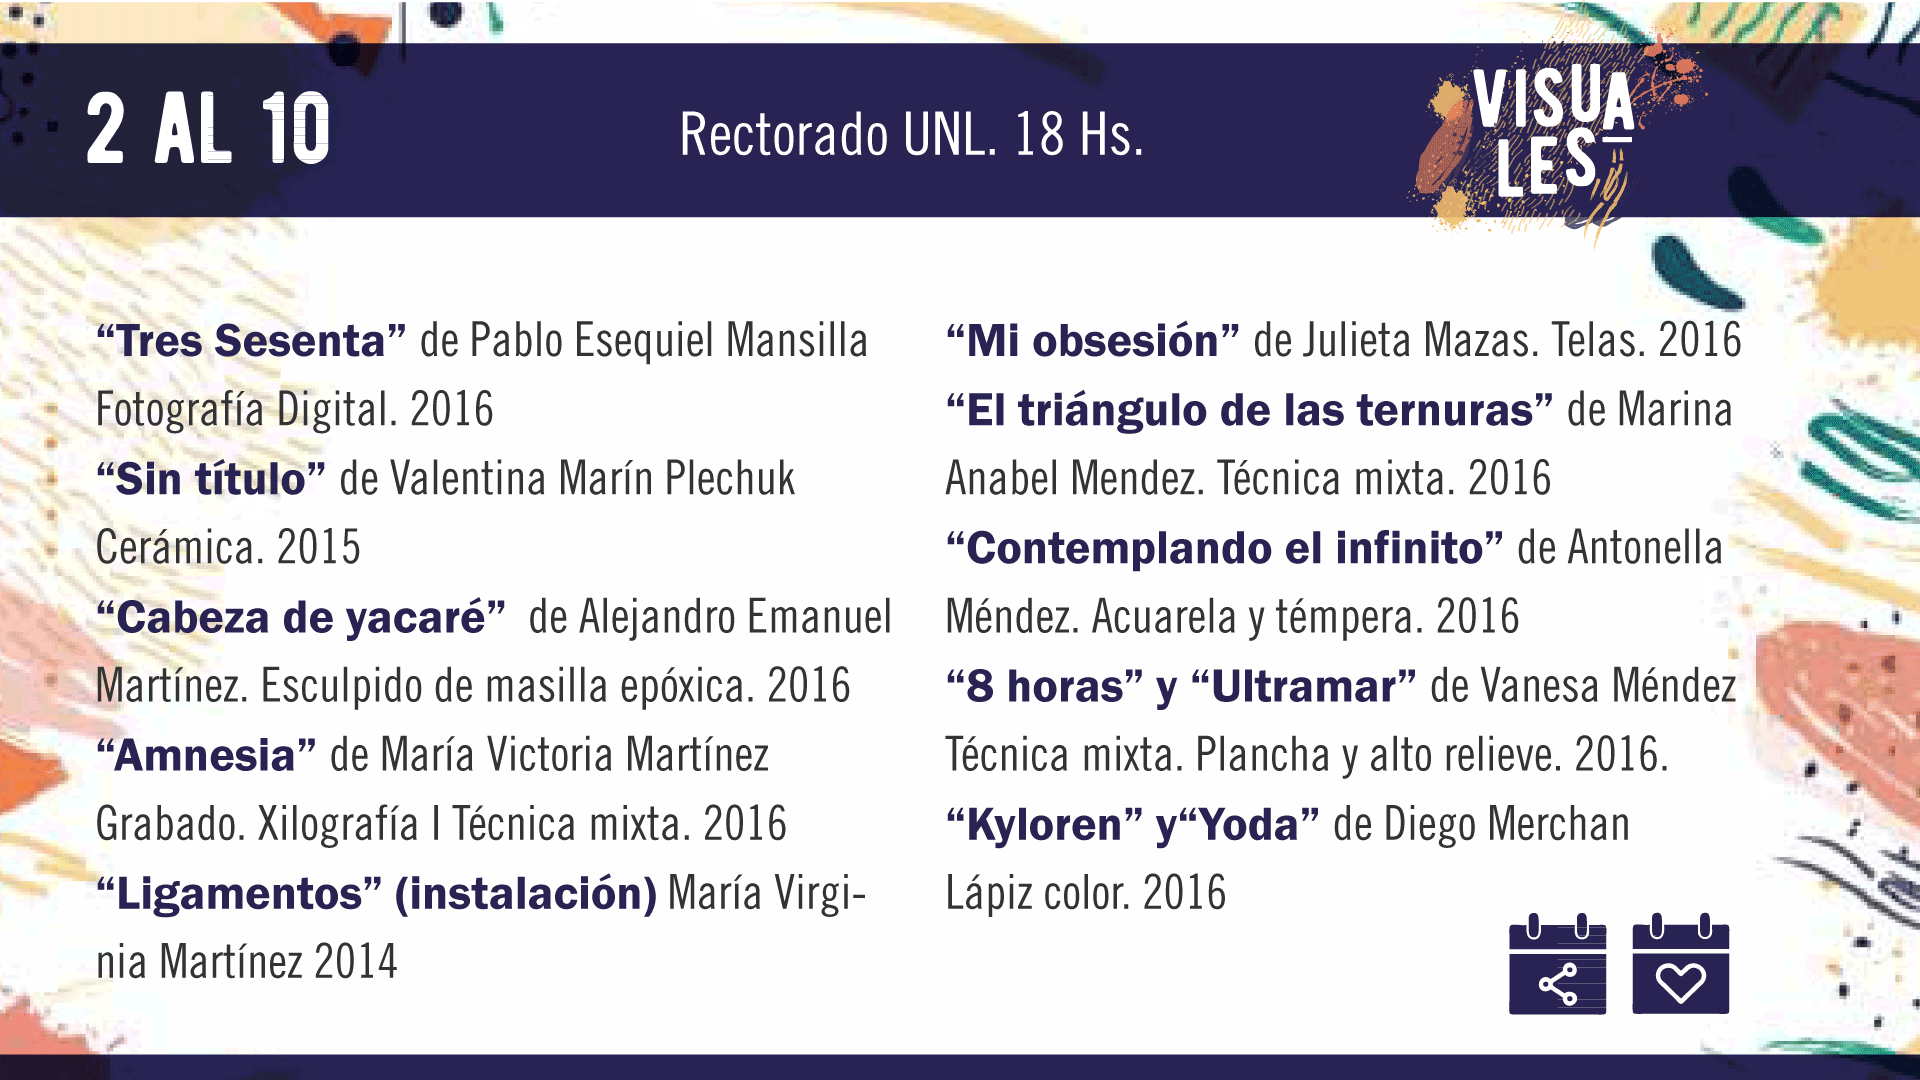 2 AL 10
Rectorado UNL. 18 Hs.
VISUA
LES
“Tres Sesenta” de Pablo Esequiel Mansilla
Fotografía Digital. 2016
“Sin título” de Valentina Marín Plechuk
Cerámica. 2015
“Cabeza de yacaré” de Alejandro Emanuel
Martínez. Esculpido de masilla epóxica. 2016
“Amnesia” de María Victoria Martínez
Grabado. Xilografía I Técnica mixta. 2016
“Ligamentos” (instalación) María Virgi-
nia Martínez 2014
“Mi obsesión” de Julieta Mazas. Telas. 2016
“El triángulo de las ternuras” de Marina
Anabel Mendez. Técnica mixta. 2016
“Contemplando el infinito” de Antonella
Méndez. Acuarela y témpera. 2016
“8 horas” y “Ultramar” de Vanesa Méndez
Técnica mixta. Plancha y alto relieve. 2016.
“Kyloren” y“Yoda” de Diego Merchan
Lápiz color. 2016